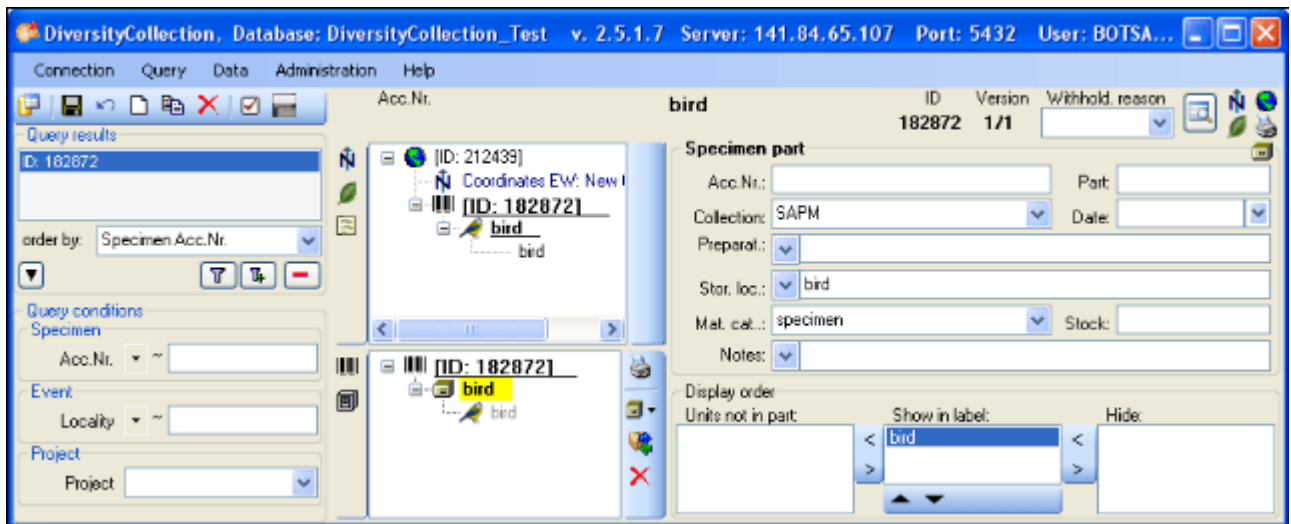 DiversityCollection, Database: DiversityCollection_Test v. 2.5.1.7 Server: 141.84.65.107 Port: 5432 User: BOTSA...
Connection Query Data Administration Help
Acc.Nr. bird ID Version Withhold. reason
182872 1/1
Query results
ID: 182872
order by: Specimen Acc.Nr.
Query conditions
Specimen
Acc.Nr. ~
Event
Locality ~
Project
Project
[ID: 212439]
Coordinates EW: New
[ID: 182872]
bird
bird
[ID: 182872]
bird
bird
Specimen part
Acc.Nr.: Part:
Collection: SAPM Date:
Preparat.:
Stor. loc.: bird
Mat. cat..: specimen Stock:
Notes:
Display order
Units not in part: Show in label: Hide:
< bird <
> >